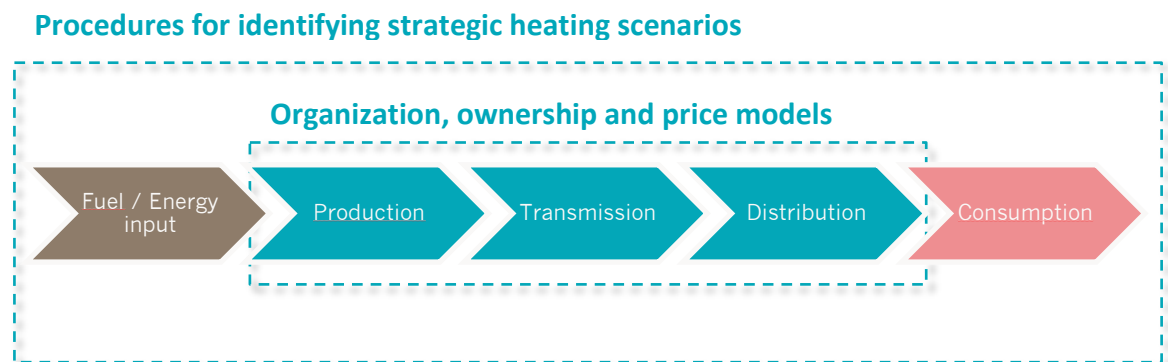 Procedures for identifying strategic heating scenarios
Organization, ownership and price models
Fuel / Energy
input
Production
Transmission
Distribution
Consumption